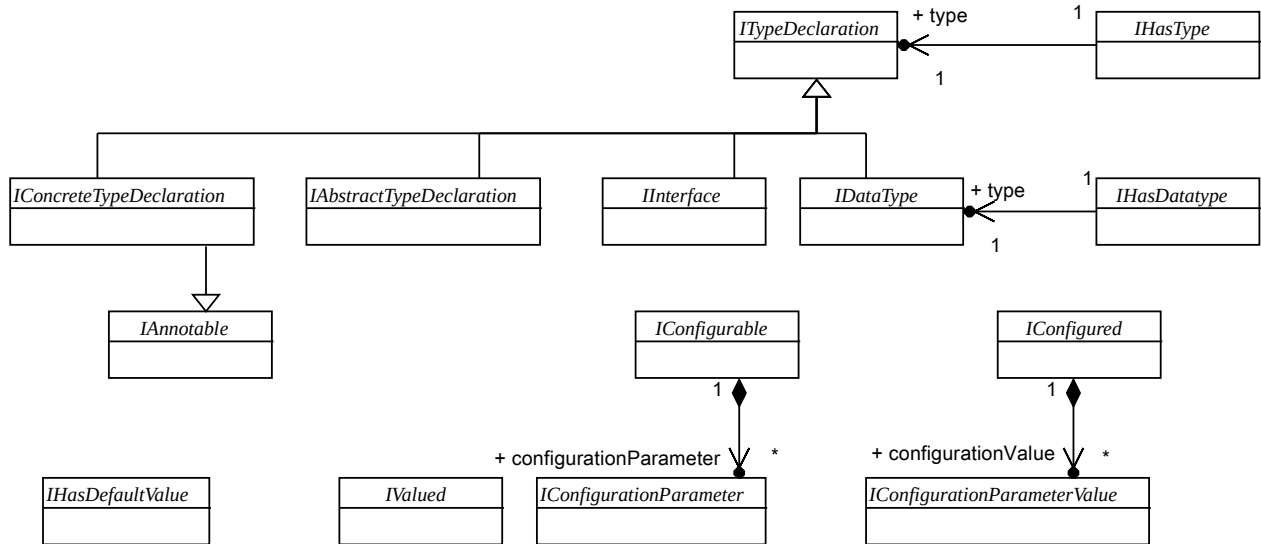 + type
1
ITypeDeclaration
IHasType
1
IConcreteTypeDeclaration
IAbstractTypeDeclaration
IInterface
IDataType
+ type
1
IHasDatatype
1
IAnnotable
IConfigurable
IConfigured
1
1
+ configurationParameter
*
+ configurationValue
*
IHasDefaultValue
IValued
IConfigurationParameter
IConfigurationParameterValue